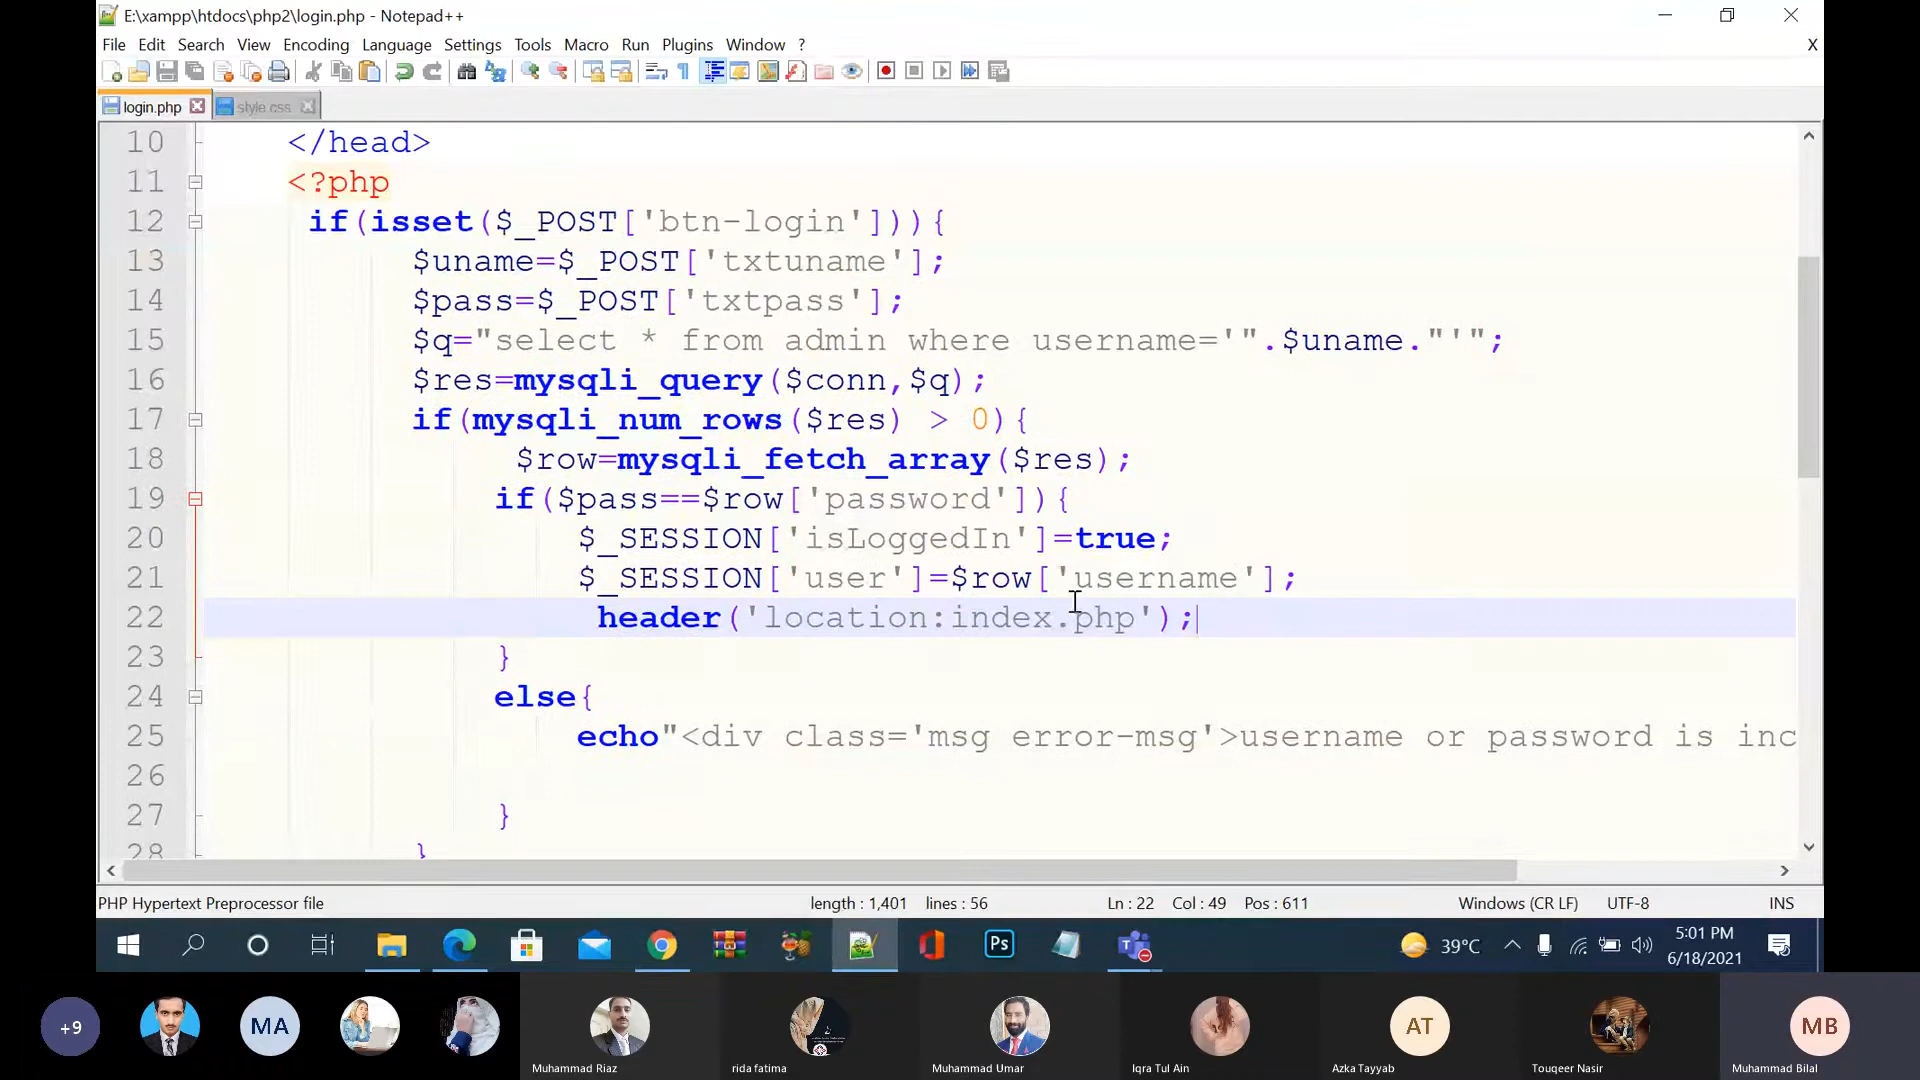 E:\xampp\htdocs\php2\login.php - Notepad++
File Edit Search View Encoding Language Settings Tools Macro Run Plugins Window ? X
login.php style.css
10 </head>
11 <?php
12 if(isset($_POST['btn-login'])){
13 $uname=$_POST['txtuname'];
14 $pass=$_POST['txtpass'];
15 $q="select * from admin where username='".$uname."'";
16 $res=mysqli_query($conn,$q);
17 if(mysqli_num_rows($res) > 0){
18 $row=mysqli_fetch_array($res);
19 if($pass==$row['password']){
20 $_SESSION['isLoggedIn']=true;
21 $_SESSION['user']=$row['username'];
22 header('location:index.php');
23 }
24 else{
25 echo"<div class='msg error-msg'>username or password is inc
26
27 }
28 }
PHP Hypertext Preprocessor file length : 1,401 lines : 56 Ln : 22 Col : 49 Pos : 611 Windows (CR LF) UTF-8 INS
Ps 39°C 5:01 PM
6/18/2021
+9 MA AT MB
Muhammad Riaz rida fatima Muhammad Umar Iqra Tul Ain Azka Tayyab Touqeer Nasir Muhammad Bilal